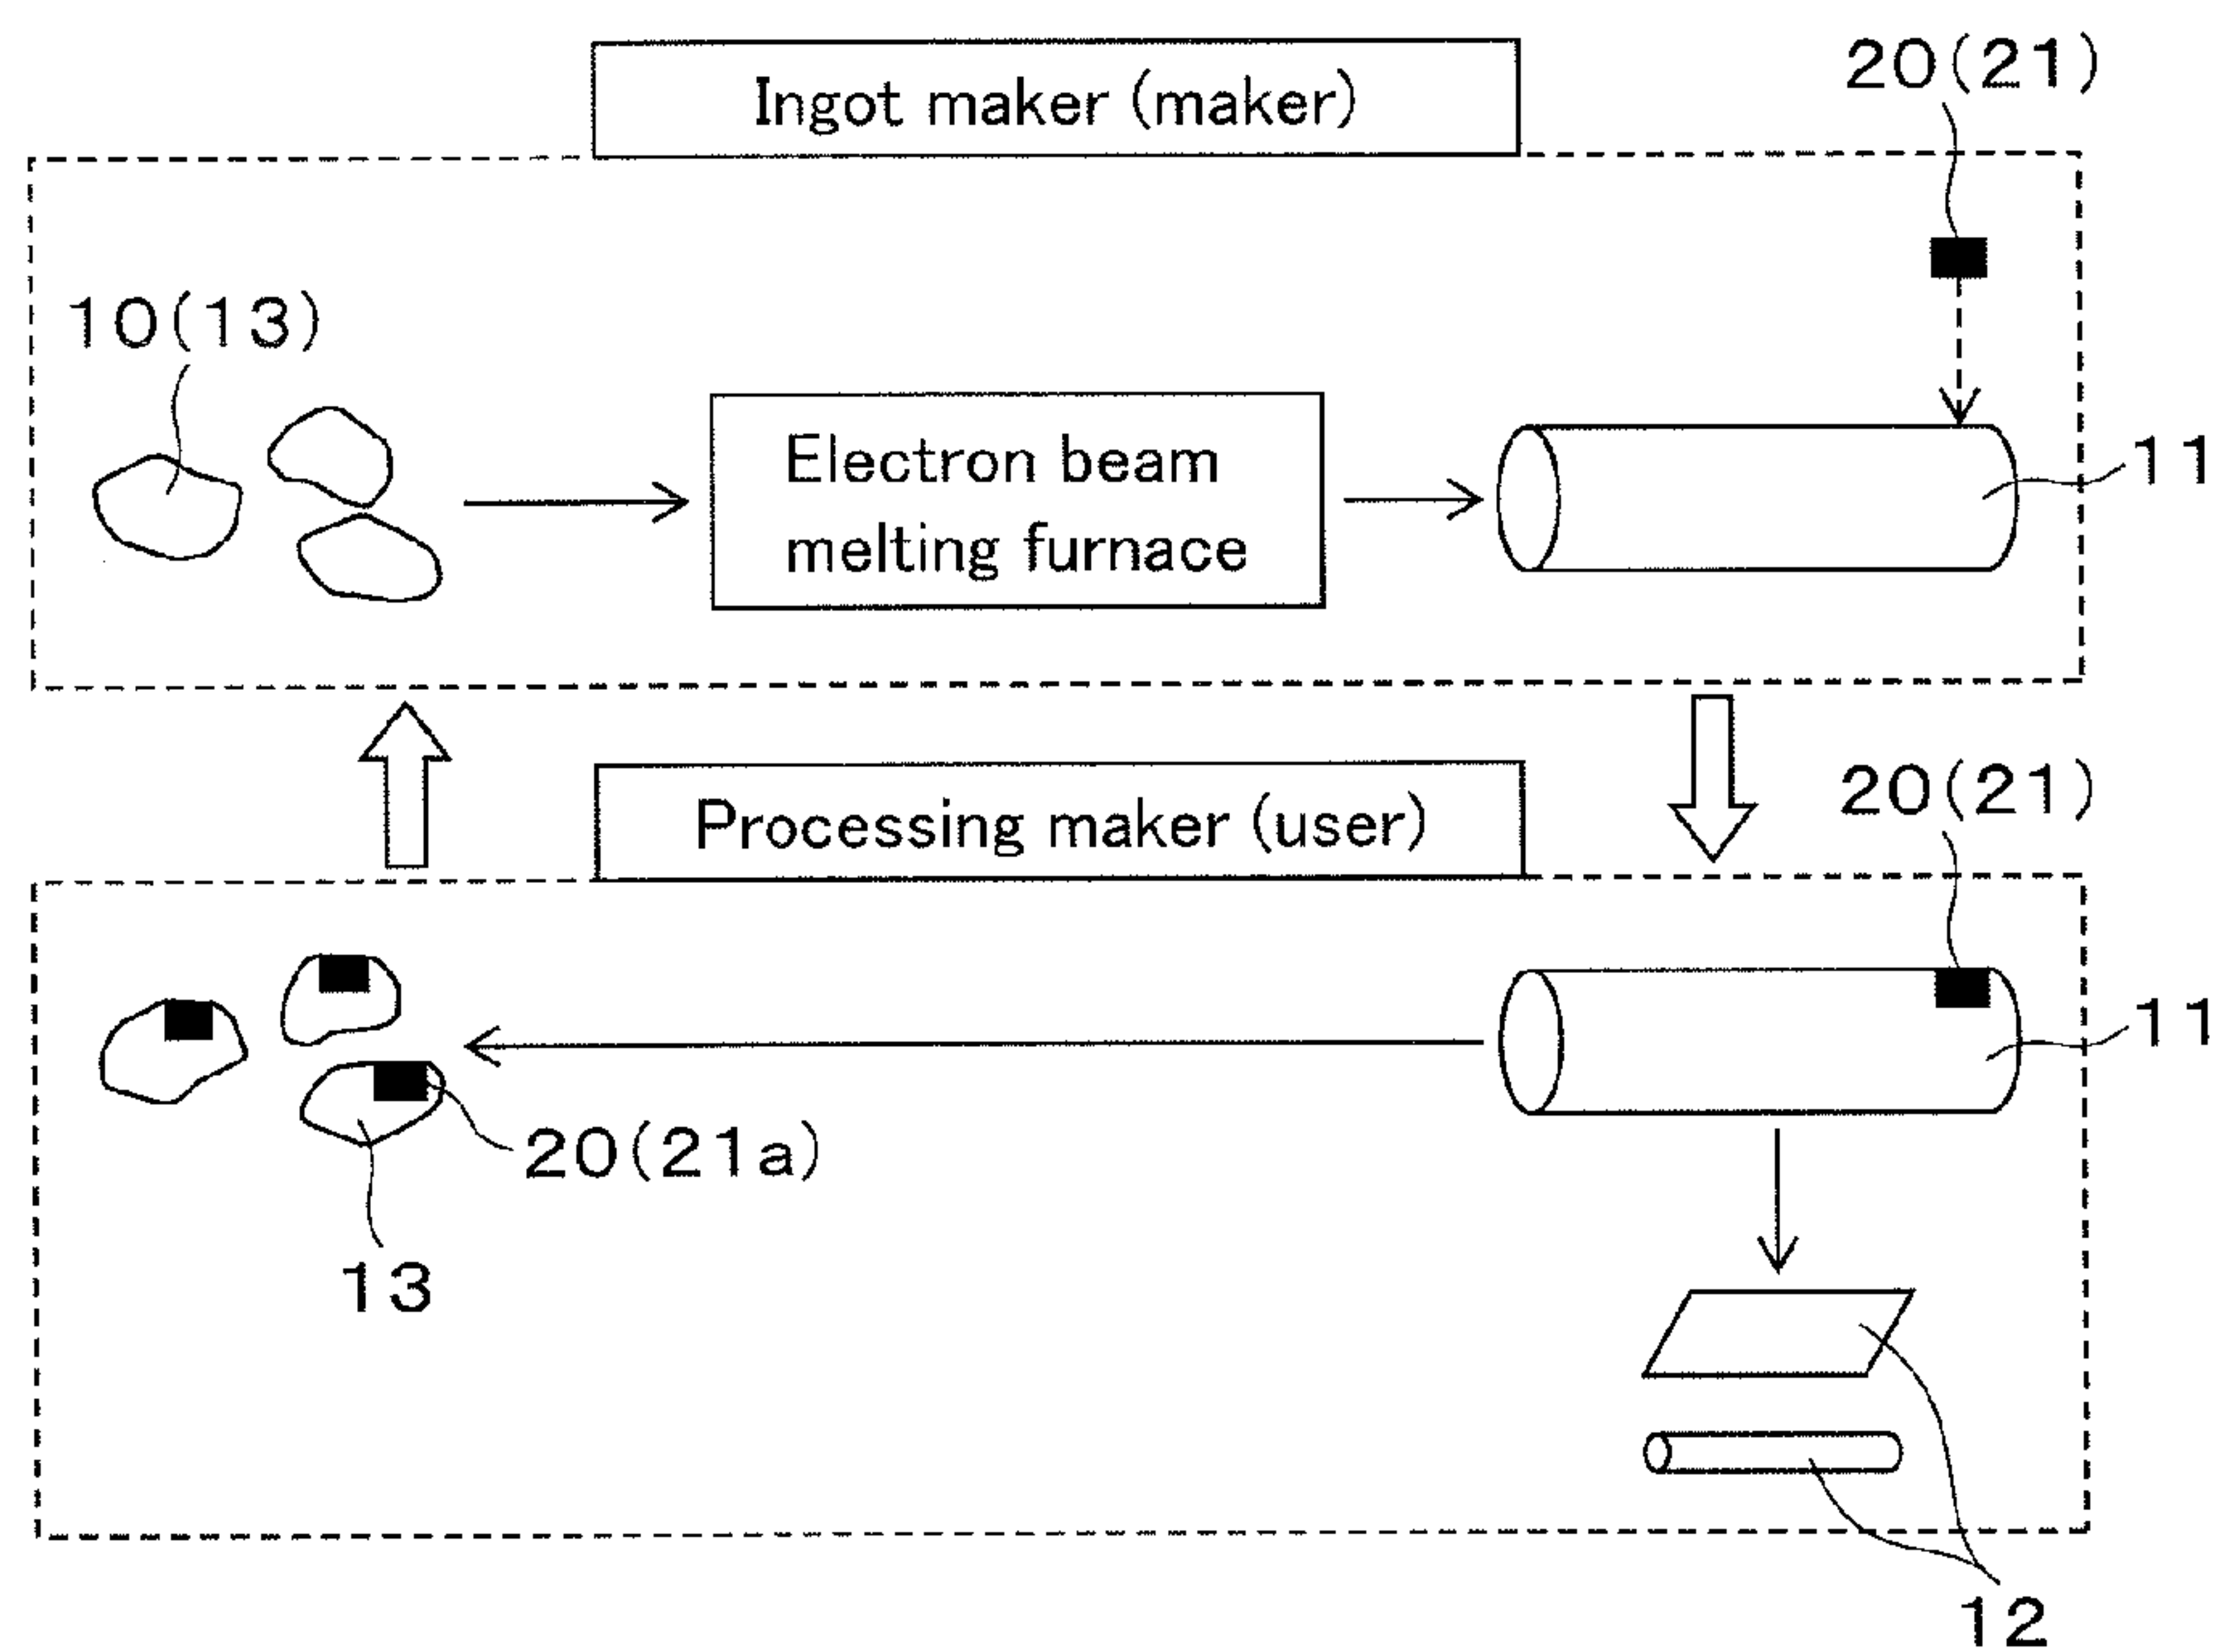 Ingot maker (maker)
20(21)
10(13)
Electron beam
melting furnace
11
Processing maker (user)
20(21)
11
20(21a)
13
12